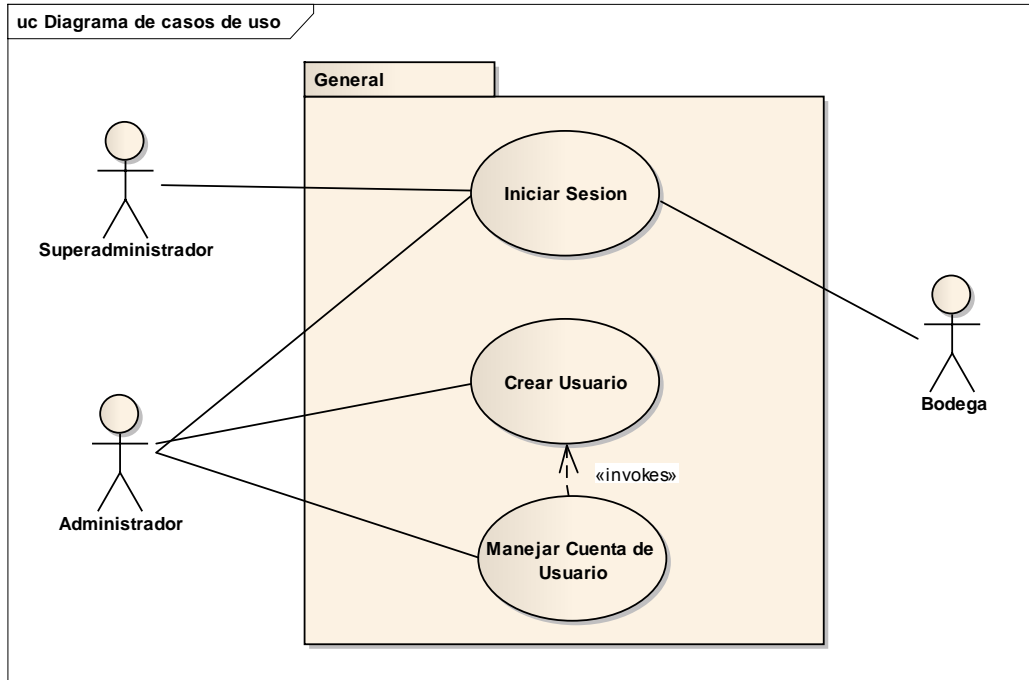 uc Diagrama de casos de uso
General
Iniciar Sesion
Superadministrador
Crear Usuario
Bodega
«invokes»
Administrador
Manejar Cuenta de
Usuario